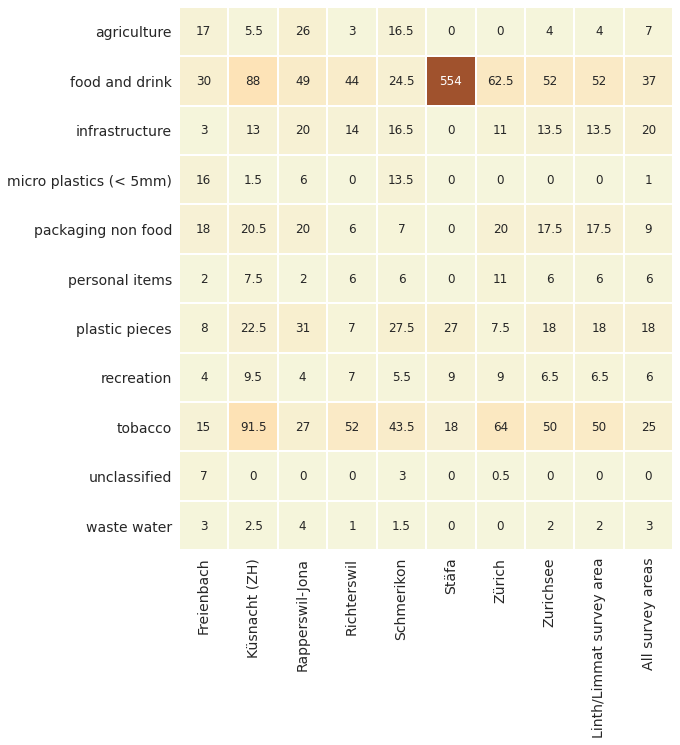 agriculture 17 5.5 26 3 16.5 0 0 4 4 7
food and drink 30 88 49 44 24.5 554 62.5 52 52 37
infrastructure 3 13 20 14 16.5 0 11 13.5 13.5 20
micro plastics (< 5mm) 16 1.5 6 0 13.5 0 0 0 0 1
packaging non food 18 20.5 20 6 7 0 20 17.5 17.5 9
personal items 2 7.5 2 6 6 0 11 6 6 6
plastic pieces 8 22.5 31 7 27.5 27 7.5 18 18 18
recreation 4 9.5 4 7 5.5 9 9 6.5 6.5 6
tobacco 15 91.5 27 52 43.5 18 64 50 50 25
unclassified 7 0 0 0 3 0 0.5 0 0 0
waste water 3 2.5 4 1 1.5 0 0 2 2 3
Freienbach
Küsnacht (ZH)
Rapperswil-Jona
Richterswil
Schmerikon
Stäfa
Zürich
Zurichsee
Linth/Limmat survey area
All survey areas